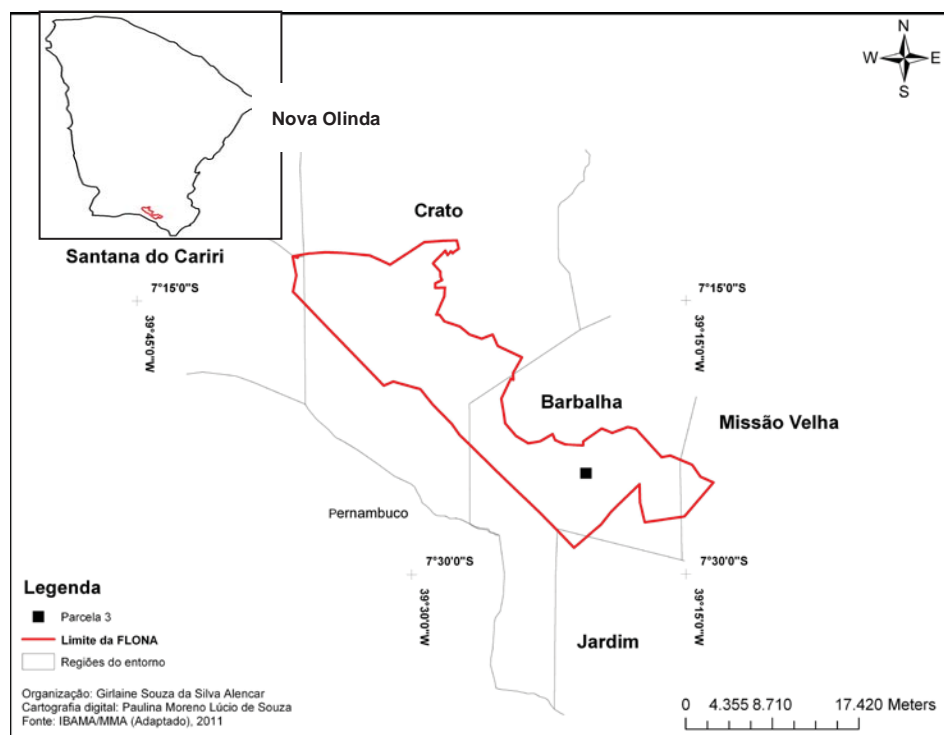 N
W E
S
Nova Olinda
Crato
Santana do Cariri
7°15'0"S
7°15'0"S
39°45'0"W
39°15'0"W
Barbalha
Missão Velha
Pernambuco
7°30'0"S
7°30'0"S
39°30'0"W
39°15'0"W
Jardim
Legenda
Parcela 3
Limite da FLONA
Regiões do entorno
Organização: Girlaine Souza da Silva Alencar
Cartografia digital: Paulina Moreno Lúcio de Souza
Fonte: IBAMA/MMA (Adaptado), 2011
0 4.355 8.710 17.420 Meters